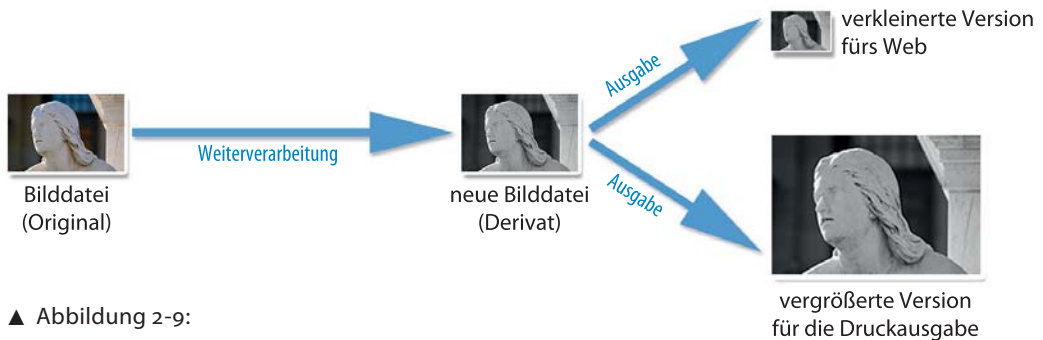 Bilddatei
(Original)
Weiterverarbeitung
neue Bilddatei
(Derivat)
Ausgabe
verkleinerte Version
fürs Web
Ausgabe
vergrößerte Version
für die Druckausgabe
▲ Abbildung 2-9: